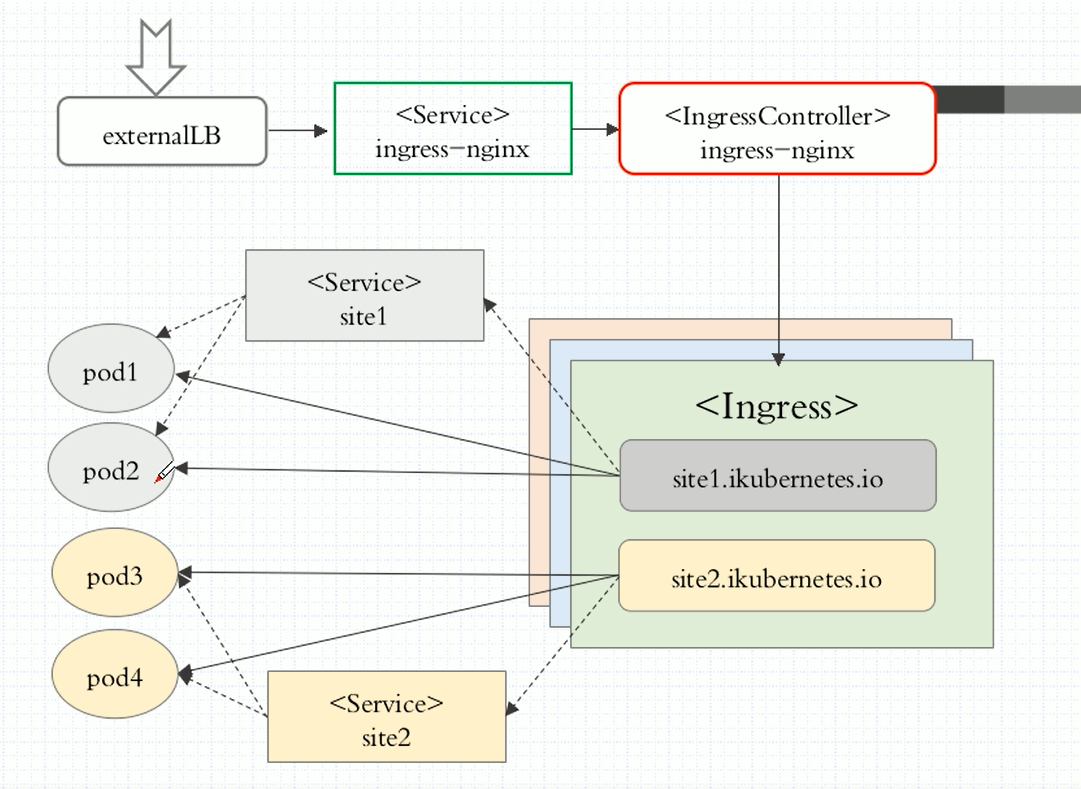 externalLB
<Service>
ingress-nginx
<IngressController>
ingress-nginx
<Service>
site1
pod1
<Ingress>
pod2
site1.ikubernetes.io
pod3
site2.ikubernetes.io
pod4
<Service>
site2